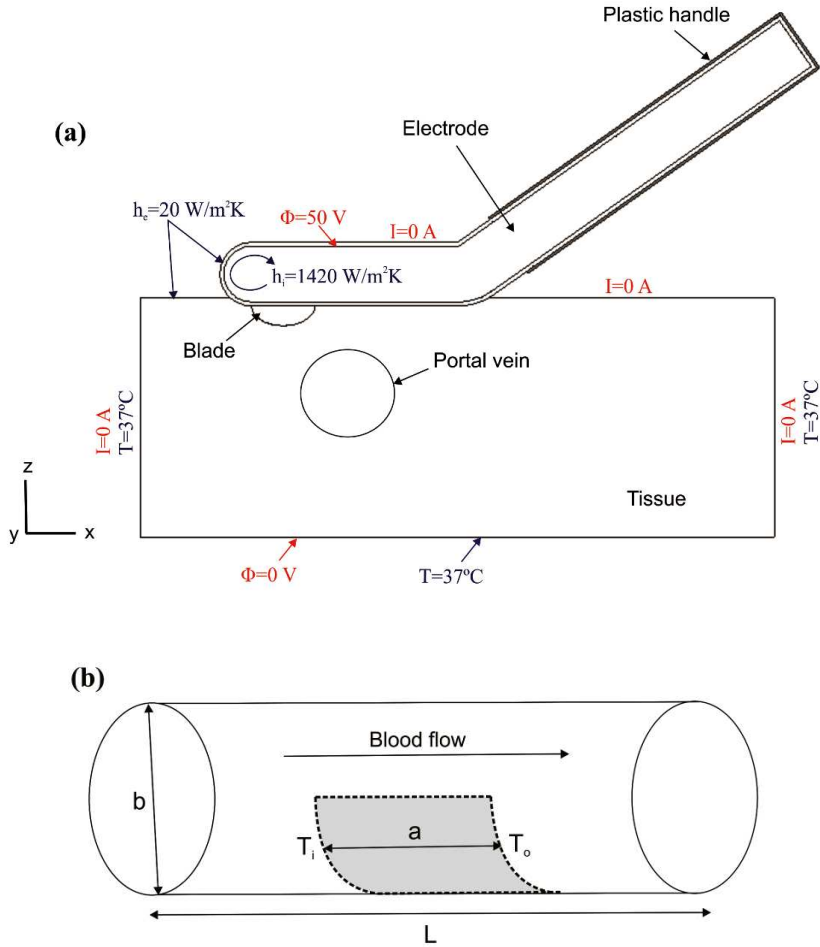 Plastic handle
(a)
Electrode
hₑ=20 W/m²K
Φ=50 V
I=0 A
hᵢ=1420 W/m²K
I=0 A
Blade
Portal vein
I=0 A
T=37ºC
I=0 A
T=37ºC
z
y
x
Tissue
Φ=0 V
T=37ºC
(b)
Blood flow
b
Tᵢ
a
Tₒ
L